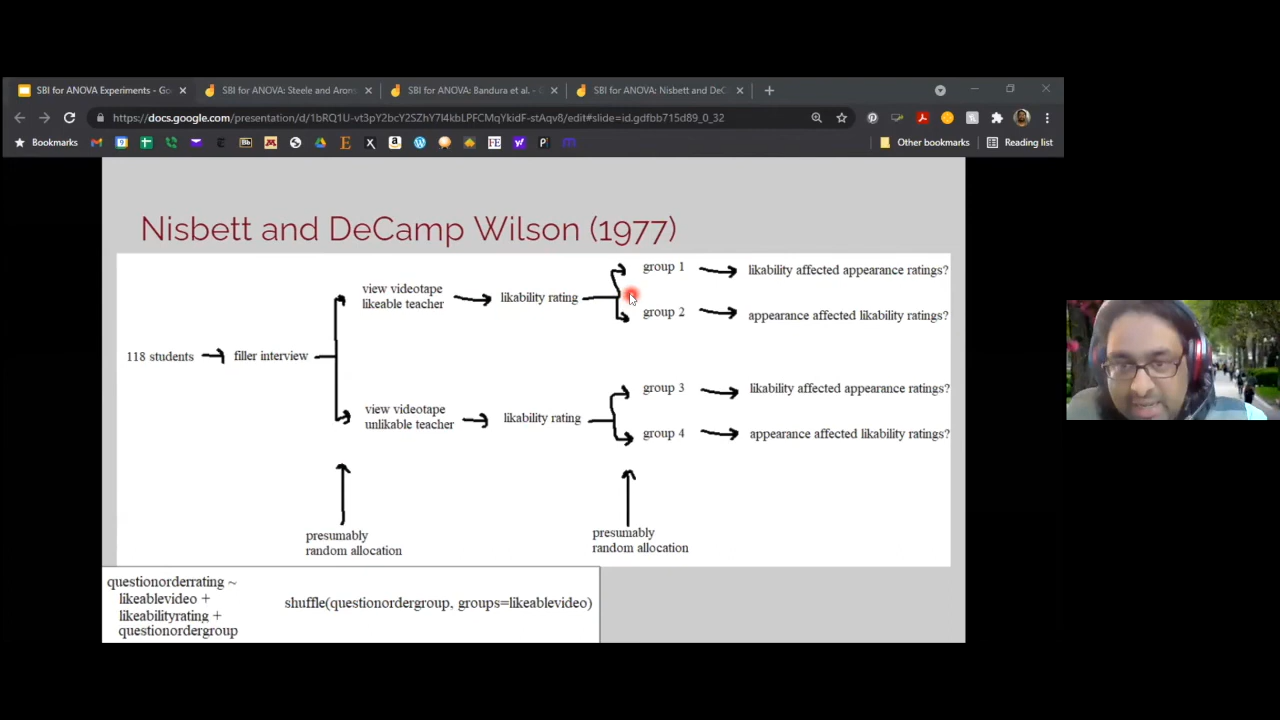 SBI for ANOVA Experiments - Go
SBI for ANOVA: Steele and Arons
SBI for ANOVA: Bandura et al. - G
SBI for ANOVA: Nisbett and DeC
https://docs.google.com/presentation/d/1bRQ1U-vt3pY2bcY2SZhY7l4kbLPFCMqYkidF-stAqv8/edit#slide=id.gdfbb715d89_0_32
Bookmarks
Other bookmarks
Reading list
Nisbett and DeCamp Wilson (1977)
118 students
filler interview
view videotape
likeable teacher
likability rating
group 1
likability affected appearance ratings?
group 2
appearance affected likability ratings?
view videotape
unlikable teacher
likability rating
group 3
likability affected appearance ratings?
group 4
appearance affected likability ratings?
presumably
random allocation
presumably
random allocation
questionorderrating ~
likeablevideo +
likeabilityrating +
questionordergroup
shuffle(questionordergroup, groups=likeablevideo)